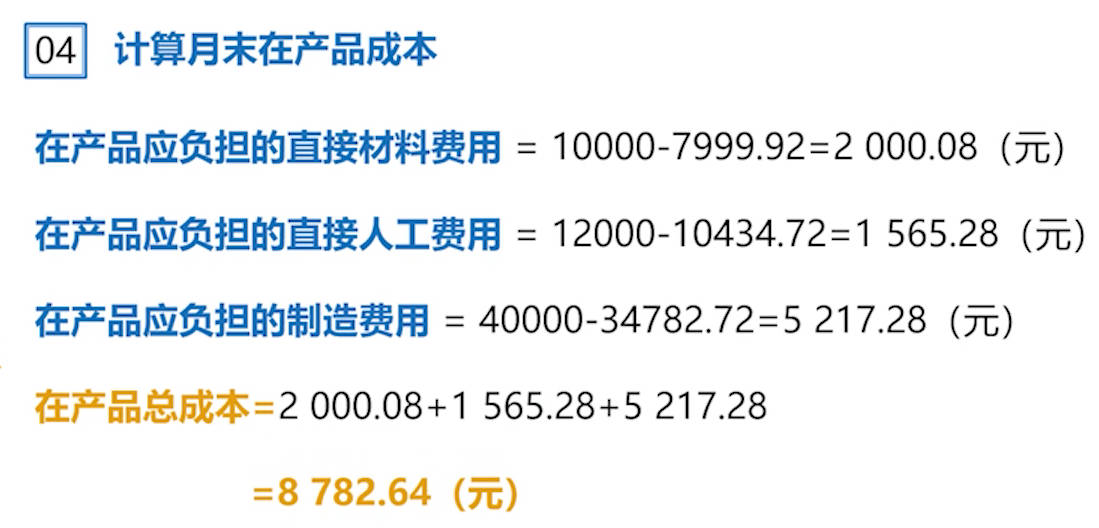 04 计算月末在产品成本
在产品应负担的直接材料费用 = 10000-7999.92=2 000.08（元）
在产品应负担的直接人工费用 = 12000-10434.72=1 565.28（元）
在产品应负担的制造费用 = 40000-34782.72=5 217.28（元）
在产品总成本=2 000.08+1 565.28+5 217.28
=8 782.64（元）